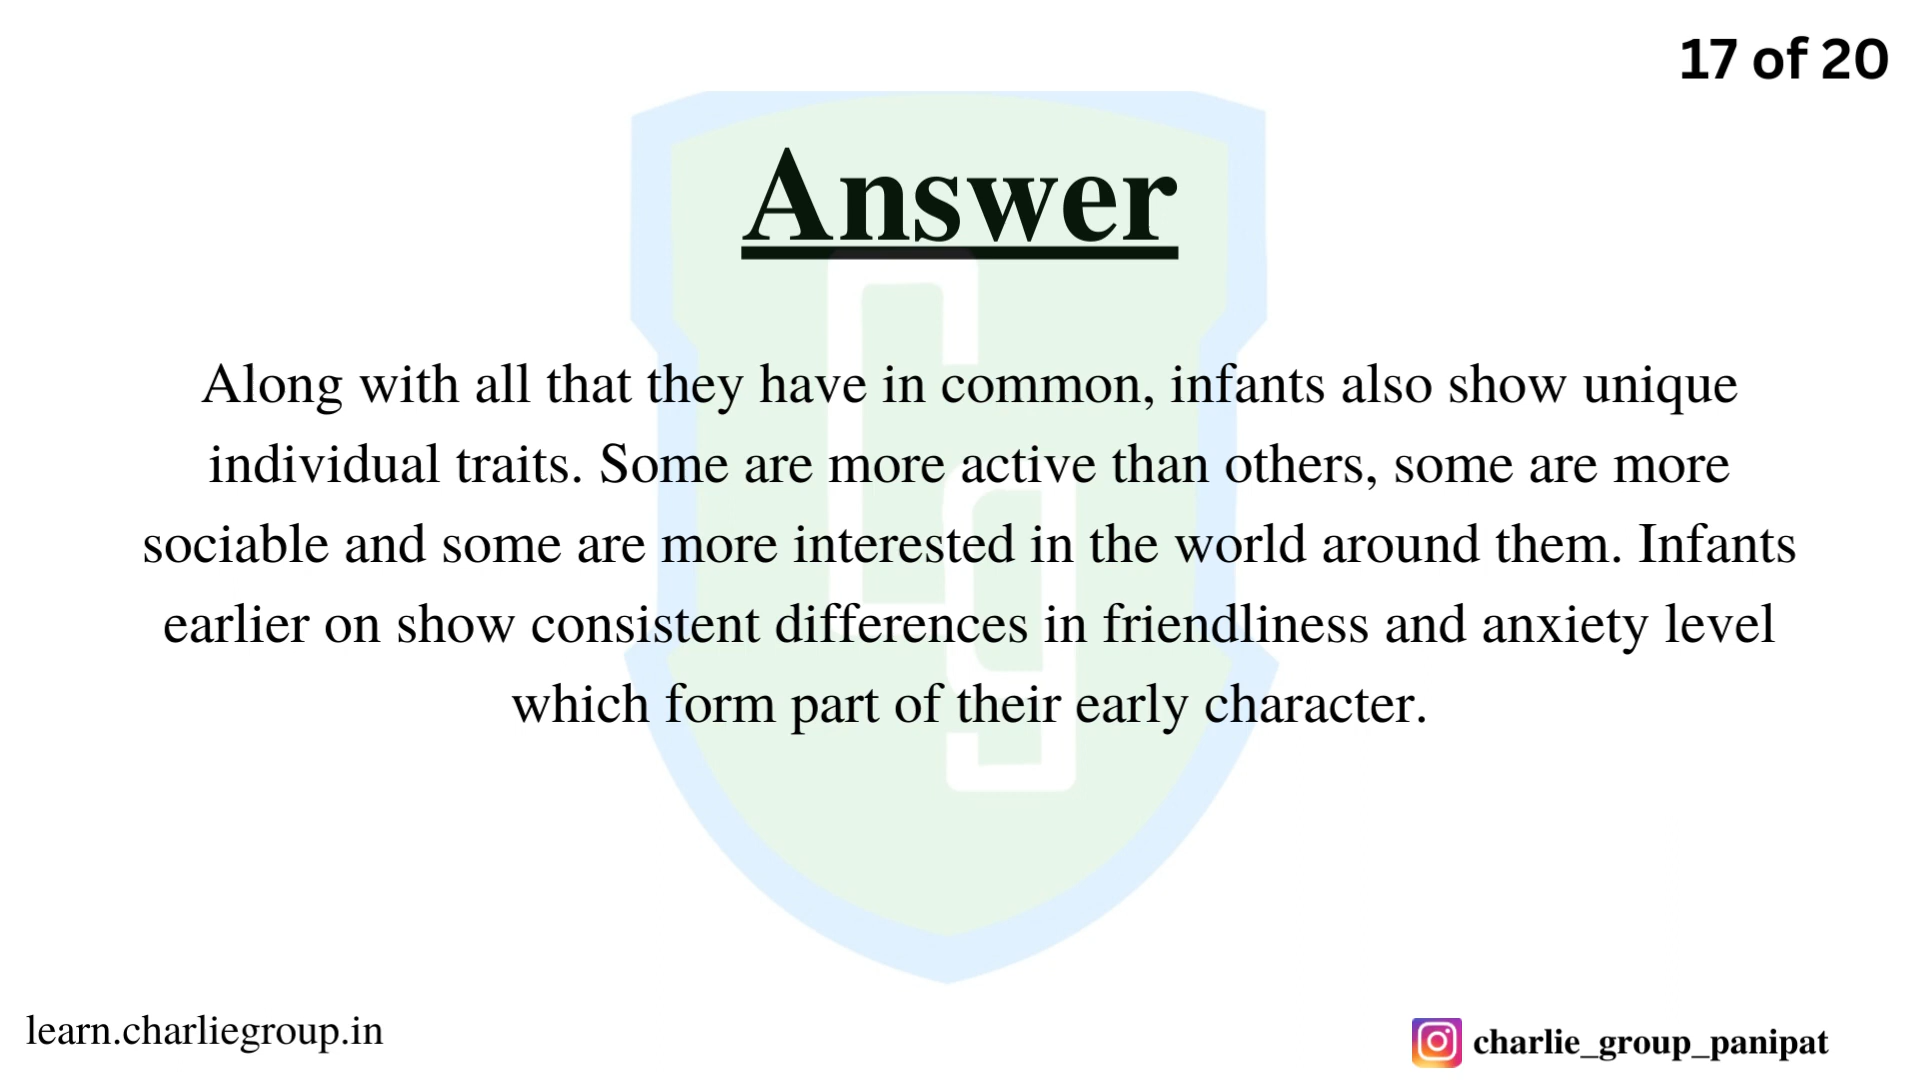 17 of 20
Answer
Along with all that they have in common, infants also show unique
individual traits. Some are more active than others, some are more
sociable and some are more interested in the world around them. Infants
earlier on show consistent differences in friendliness and anxiety level
which form part of their early character.
learn.charliegroup.in
charlie_group_panipat